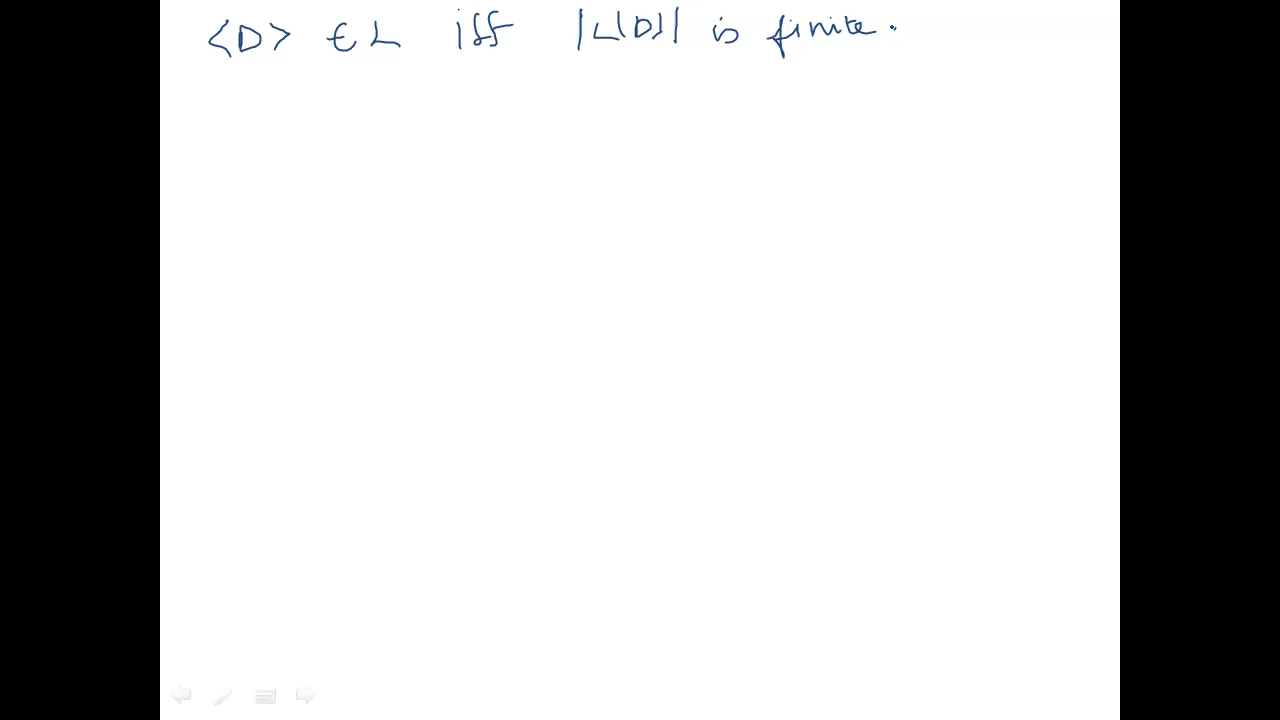 <D> ∈ L iff |L(D)| is finite.